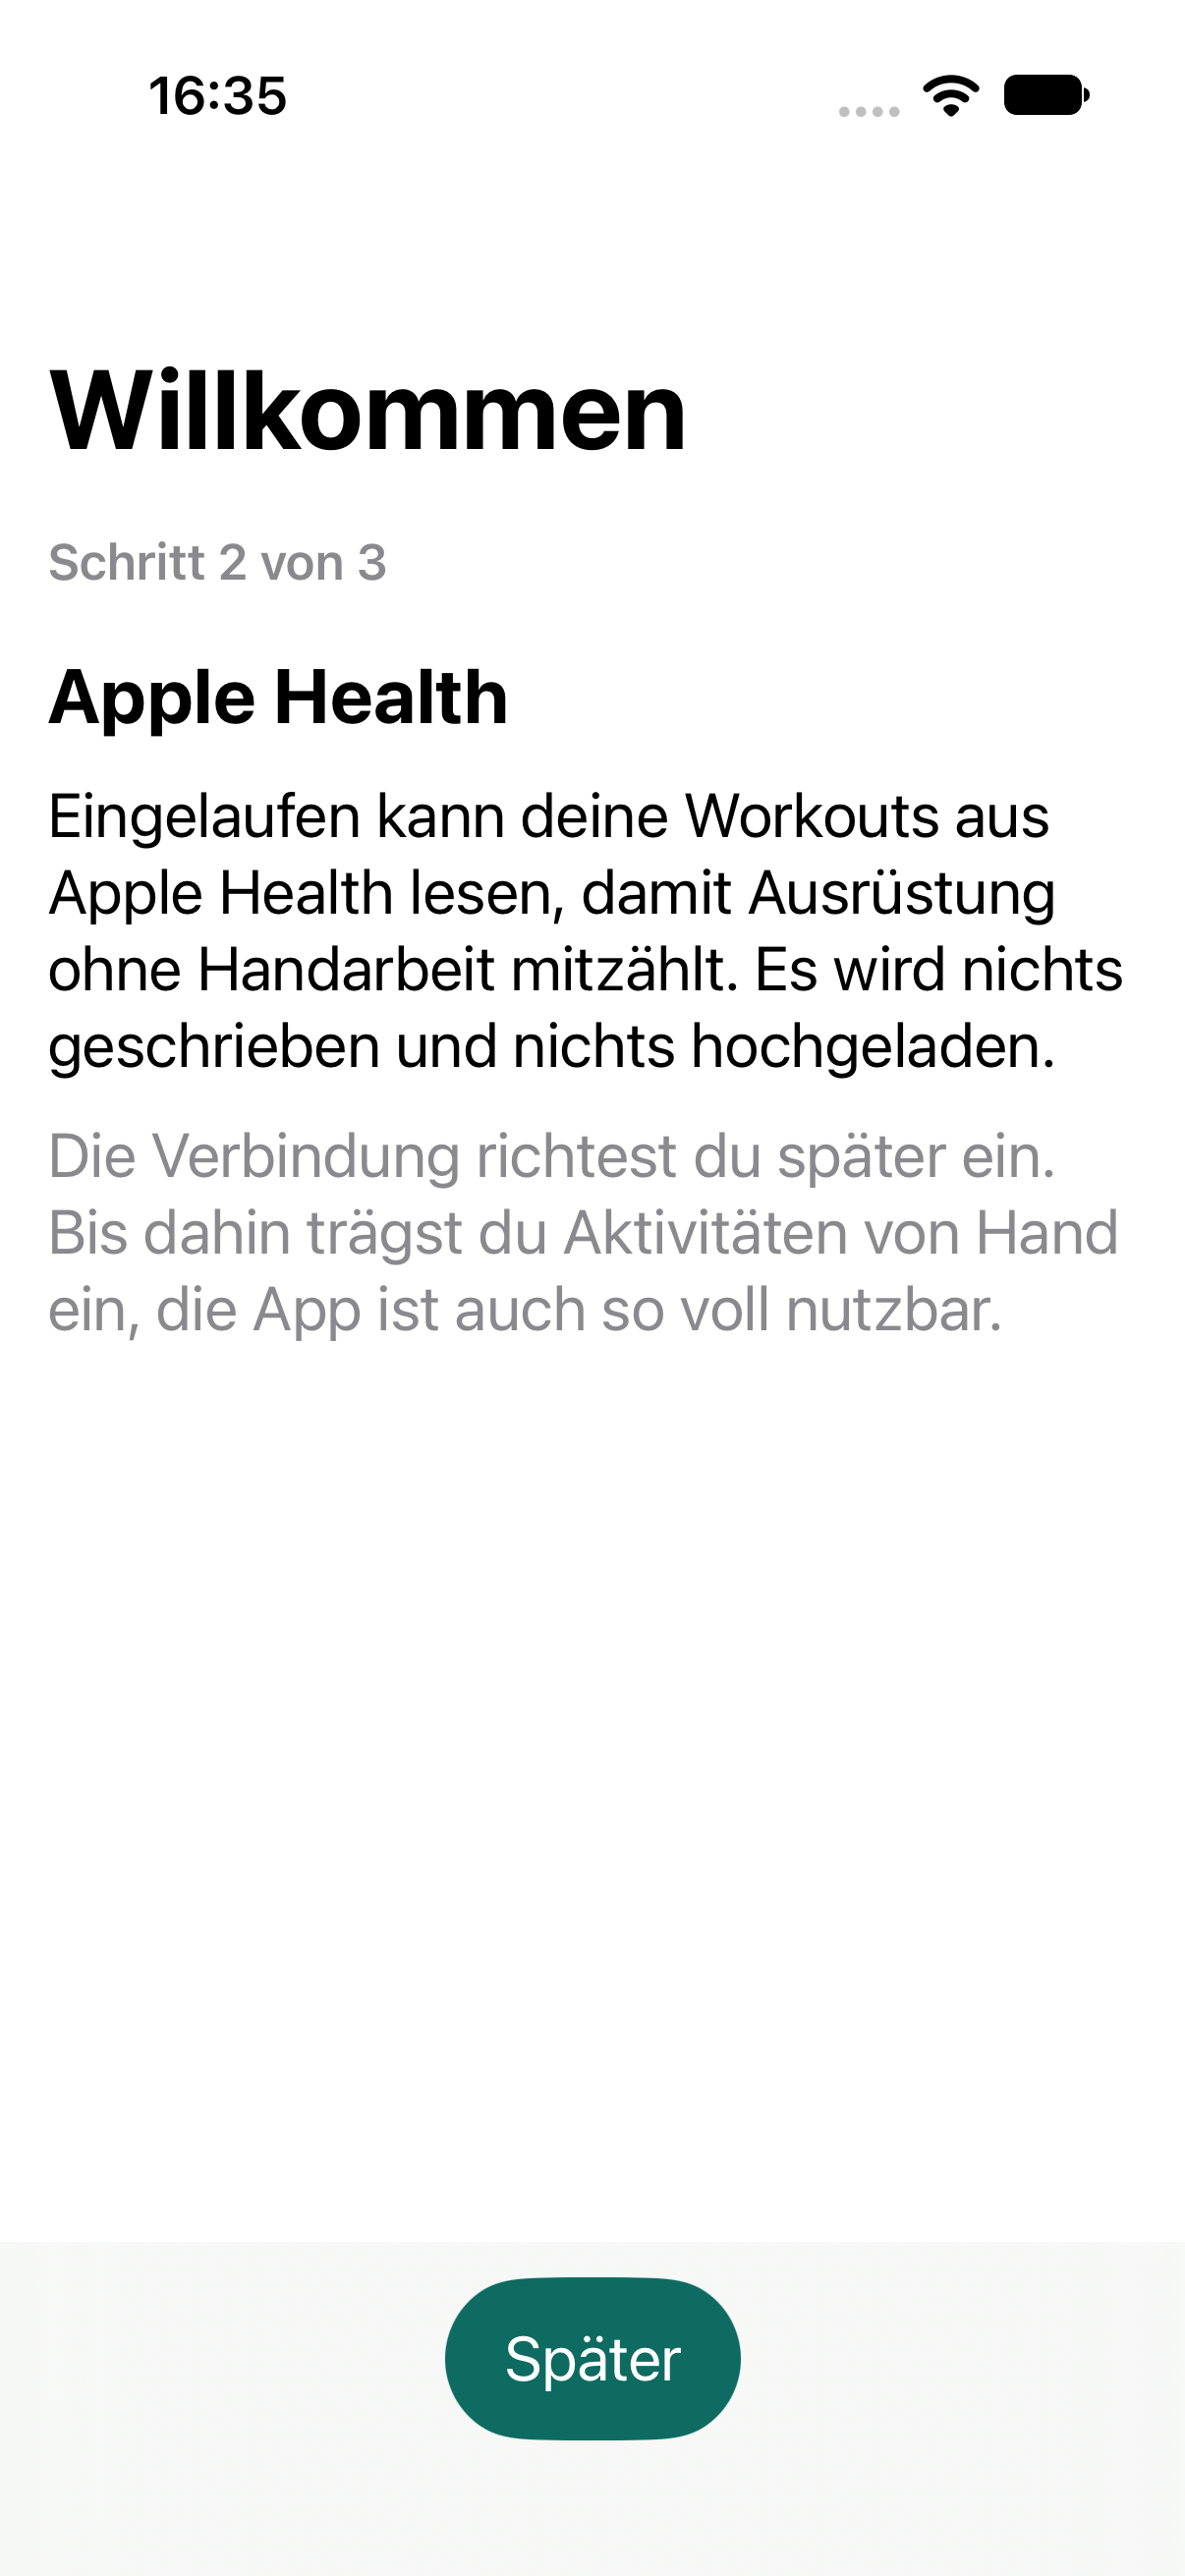 16:35
Willkommen
Schritt 2 von 3
Apple Health
Eingelaufen kann deine Workouts aus
Apple Health lesen, damit Ausrüstung
ohne Handarbeit mitzählt. Es wird nichts
geschrieben und nichts hochgeladen.
Die Verbindung richtest du später ein.
Bis dahin trägst du Aktivitäten von Hand
ein, die App ist auch so voll nutzbar.
Später